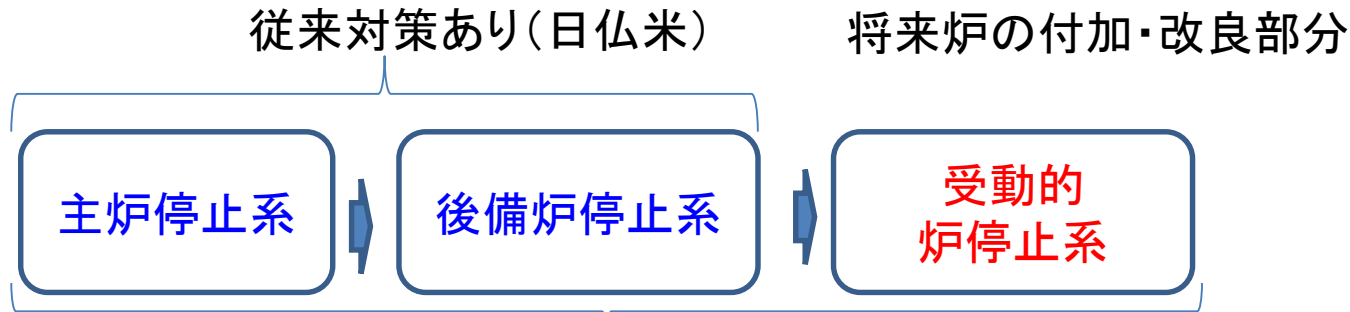 従来対策あり（日仏米）
将来炉の付加・改良部分
主炉停止系
後備炉停止系
受動的
炉停止系